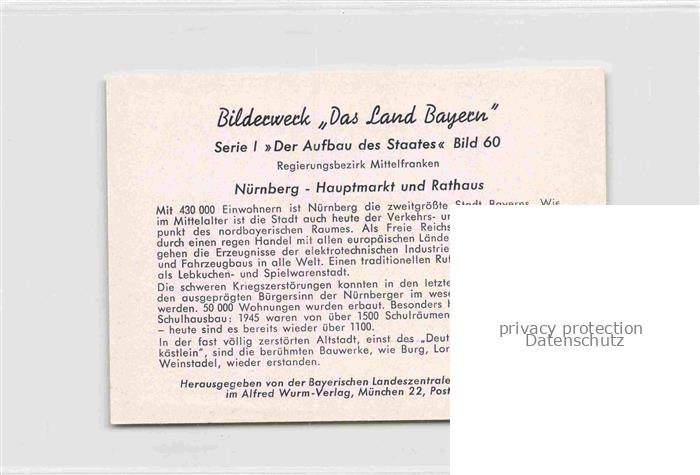 Bilderwerk „Das Land Bayern"
Serie I »Der Aufbau des Staates« Bild 60
Regierungsbezirk Mittelfranken
Nürnberg - Hauptmarkt und Rathaus
Mit 430 000 Einwohnern ist Nürnberg die zweitgrößte Stadt Bayerns. Wie
im Mittelalter ist die Stadt auch heute der Verkehrs-
punkt des nordbayerischen Raumes. Als Freie Reichs
durch einen regen Handel mit allen europäischen Lände
gehen die Erzeugnisse der elektrotechnischen Industrie
und Fahrzeugbaus in alle Welt. Einen traditionellen Ruf
als Lebkuchen- und Spielwarenstadt.
Die schweren Kriegszerstörungen konnten in den letzte
den ausgeprägten Bürgersinn der Nürnberger im wese
werden. 50 000 Wohnungen wurden erbaut. Besonders
Schulhausbau: 1945 waren von über 1500 Schulräumen
– heute sind es bereits wieder über 1100.
In der fast völlig zerstörten Altstadt, einst des „Deut
kästlein", sind die berühmten Bauwerke, wie Burg, Lor
Weinstadel, wieder erstanden.
Herausgegeben von der Bayerischen Landeszentrale
im Alfred Wurm-Verlag, München 22, Post
privacy protection
Datenschutz